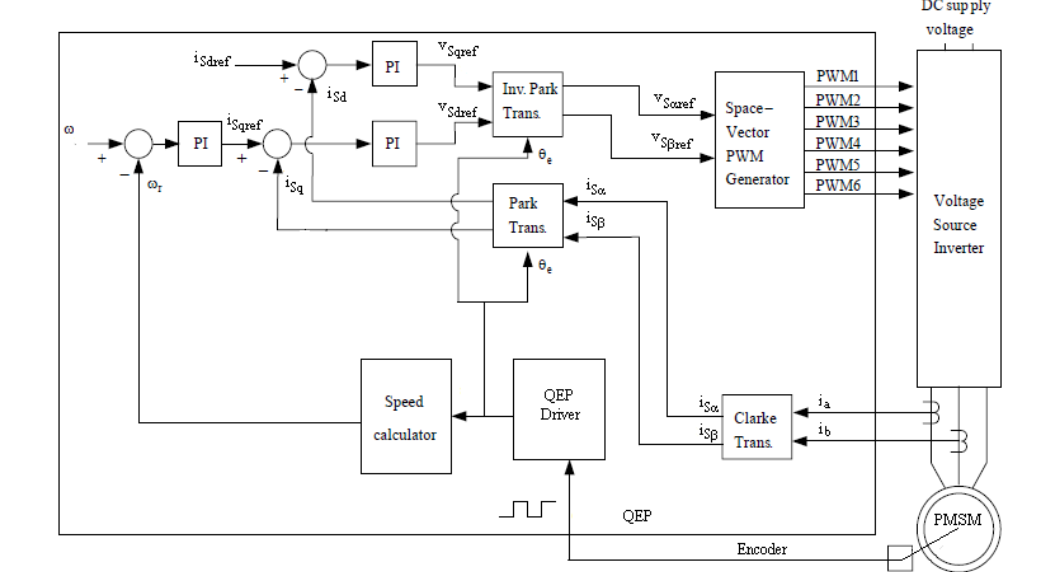 DC supply
voltage
iSdref
+
−
iSd
PI
vSqref
Inv. Park
Trans.
vSαref
vSβref
θe
Space−
Vector
PWM
Generator
PWM1
PWM2
PWM3
PWM4
PWM5
PWM6
Voltage
Source
Inverter
ω
+
−
ωr
PI
iSqref
+
−
iSq
PI
vSdref
Park
Trans.
iSα
iSβ
θe
Speed
calculator
QEP
Driver
iSα
iSβ
Clarke
Trans.
ia
ib
QEP
PMSM
Encoder